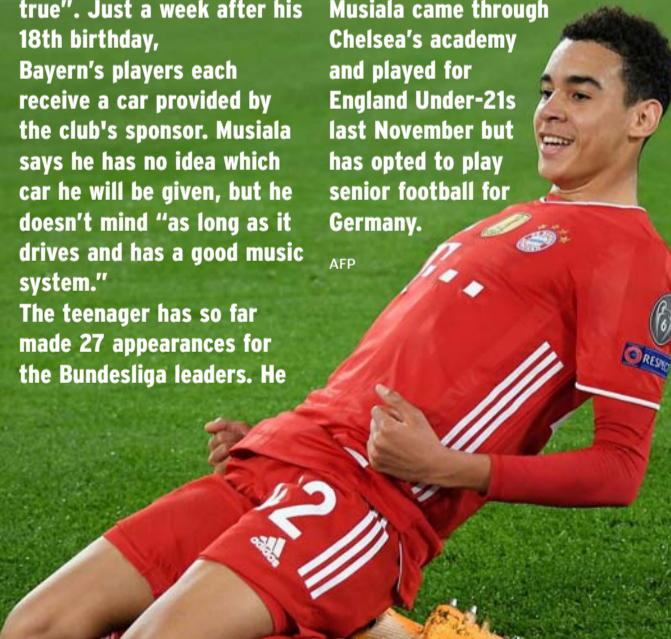 true”. Just a week after his
18th birthday,
Bayern’s players each
receive a car provided by
the club's sponsor. Musiala
says he has no idea which
car he will be given, but he
doesn’t mind “as long as it
drives and has a good music
system.”
The teenager has so far
made 27 appearances for
the Bundesliga leaders. He
Musiala came through
Chelsea’s academy
and played for
England Under-21s
last November but
has opted to play
senior football for
Germany.
AFP
T
6
RESPEC
2
adidas